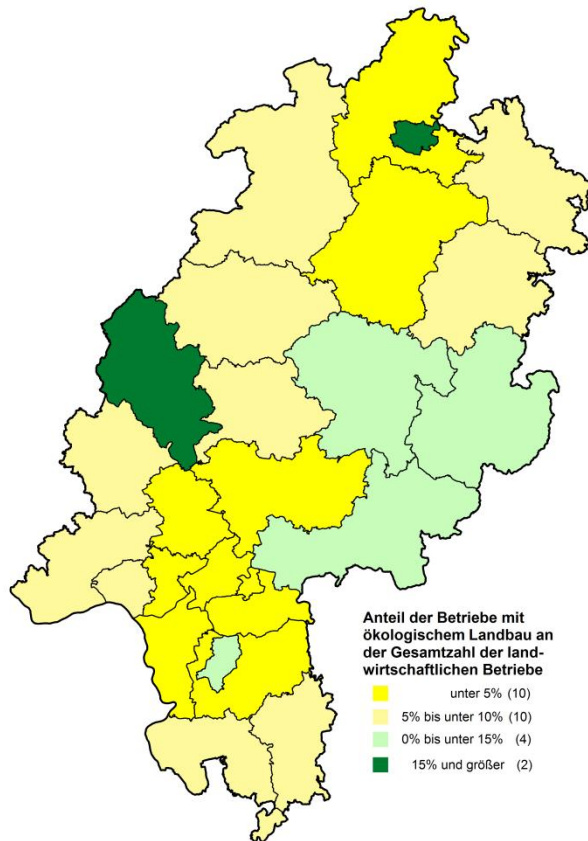 Anteil der Betriebe mit
ökologischem Landbau an
der Gesamtzahl der land-
wirtschaftlichen Betriebe
unter 5% (10)
5% bis unter 10% (10)
0% bis unter 15% (4)
15% und größer (2)